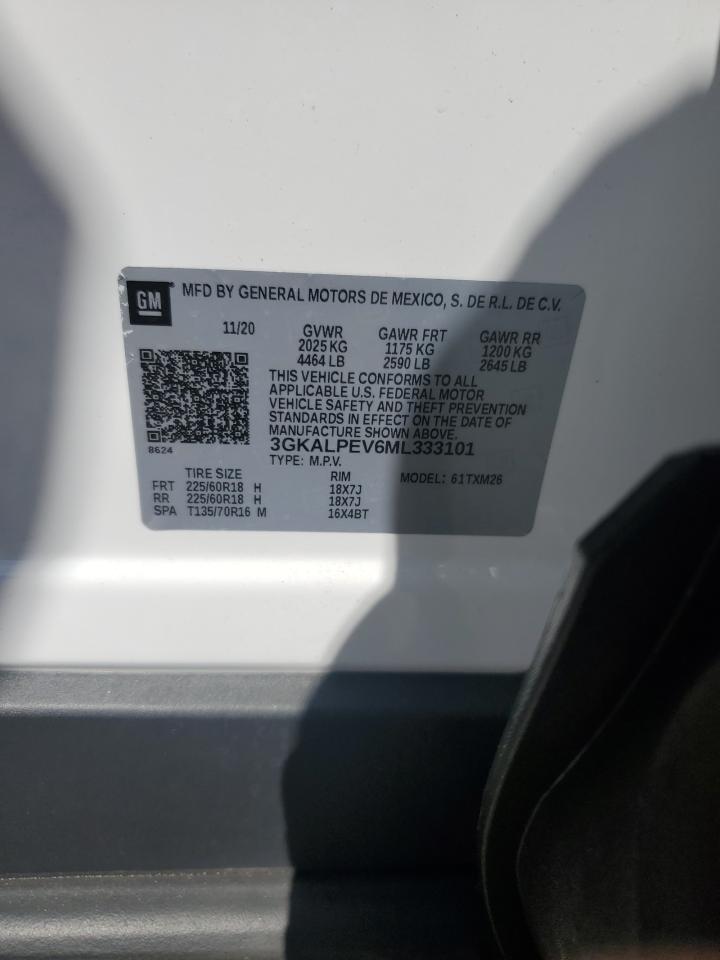 GM MFD BY GENERAL MOTORS DE MEXICO, S. DE R.L. DE C.V.
11/20 GVWR GAWR FRT GAWR RR
2025 KG 1175 KG 1200 KG
4464 LB 2590 LB 2645 LB
THIS VEHICLE CONFORMS TO ALL
APPLICABLE U.S. FEDERAL MOTOR
VEHICLE SAFETY AND THEFT PREVENTION
STANDARDS IN EFFECT ON THE DATE OF
MANUFACTURE SHOWN ABOVE.
8624 3GKALPEV6ML333101
TYPE: M.P.V.
TIRE SIZE RIM MODEL: 61TXM26
FRT 225/60R18 H 18X7J
RR 225/60R18 H 18X7J
SPA T135/70R16 M 16X4BT